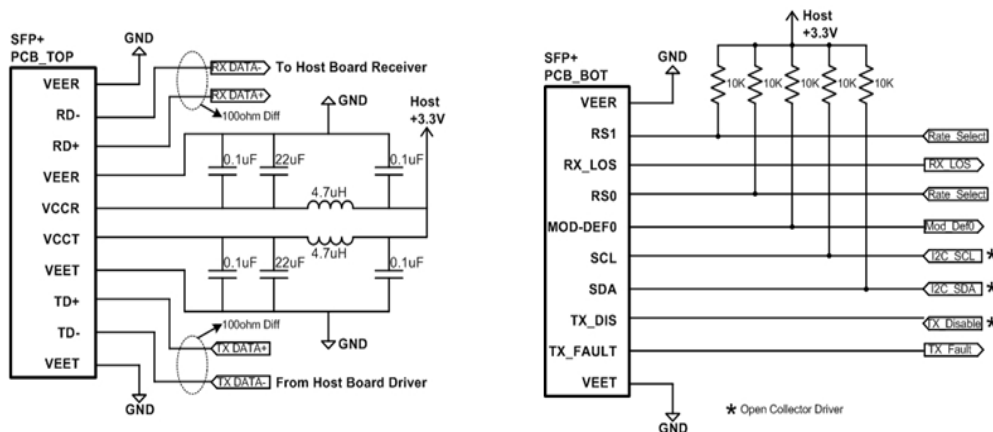 SFP+
PCB_TOP
GND
VEER
RX DATA-
To Host Board Receiver
RD-
RX DATA+
100ohm Diff
RD+
GND
Host
+3.3V
VEER
0.1uF
22uF
0.1uF
4.7uH
VCCR
VCCT
4.7uH
VEET
0.1uF
22uF
0.1uF
TD+
100ohm Diff
GND
TD-
TX DATA+
VEET
TX DATA-
From Host Board Driver
GND
Host
+3.3V
SFP+
PCB_BOT
GND
10K
10K
10K
10K
10K
VEER
RS1
Rate_Select
RX_LOS
RX_LOS
RS0
Rate_Select
MOD-DEF0
Mod_Def0
SCL
I2C_SCL *
SDA
I2C_SDA *
TX_DIS
TX_Disable *
TX_FAULT
TX_Fault
VEET
GND
* Open Collector Driver